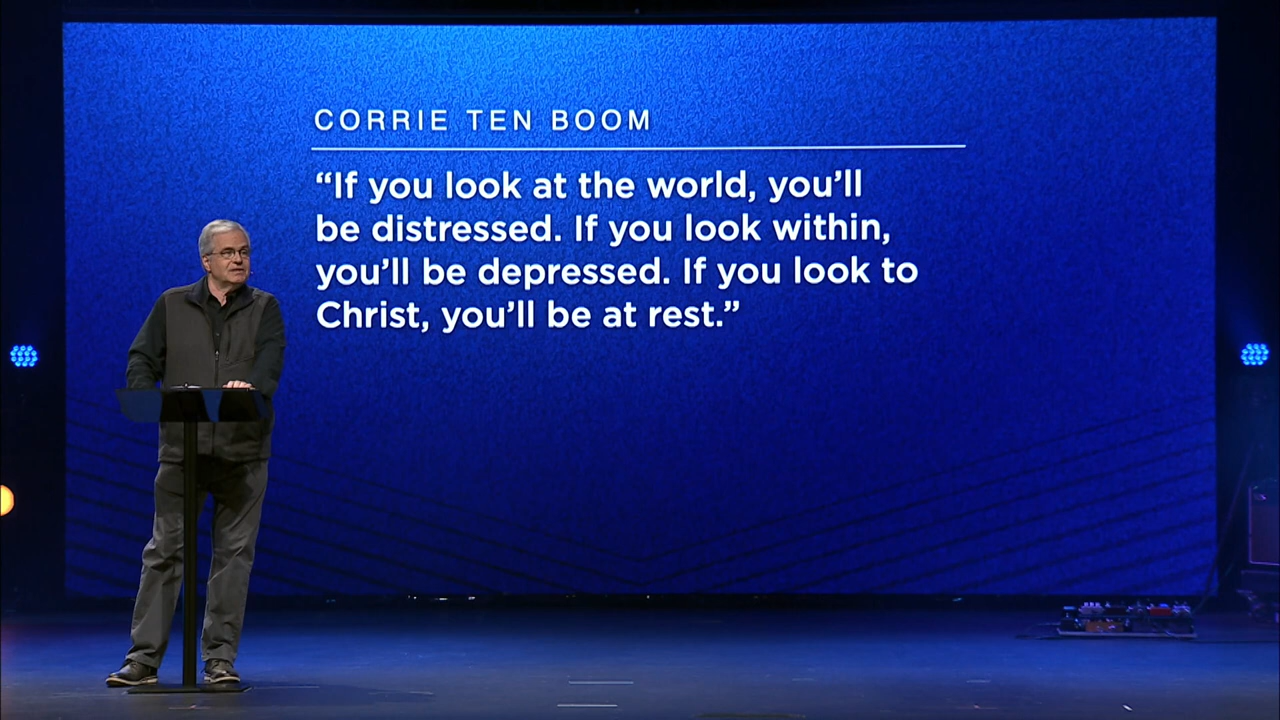 CORRIE TEN BOOM
“If you look at the world, you’ll
be distressed. If you look within,
you’ll be depressed. If you look to
Christ, you’ll be at rest.”